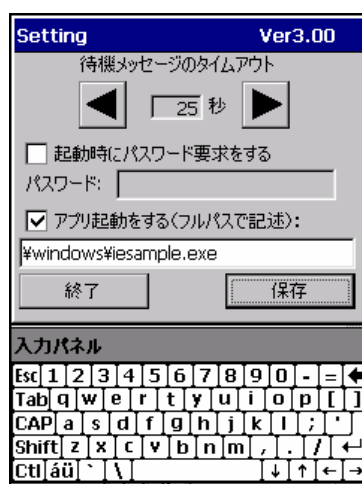 Setting Ver3.00
待機メッセージのタイムアウト
25 秒
起動時にパスワード要求をする
パスワード:
アプリ起動をする(フルパスで記述):
¥windows¥iesample.exe
終了 保存
入力パネル
Esc 1 2 3 4 5 6 7 8 9 0 - =
Tab q w e r t y u i o p [ ]
CAP a s d f g h j k l ; '
Shift z x c v b n m , . /
Ctl áü ` \ ↓ ↑ ← →